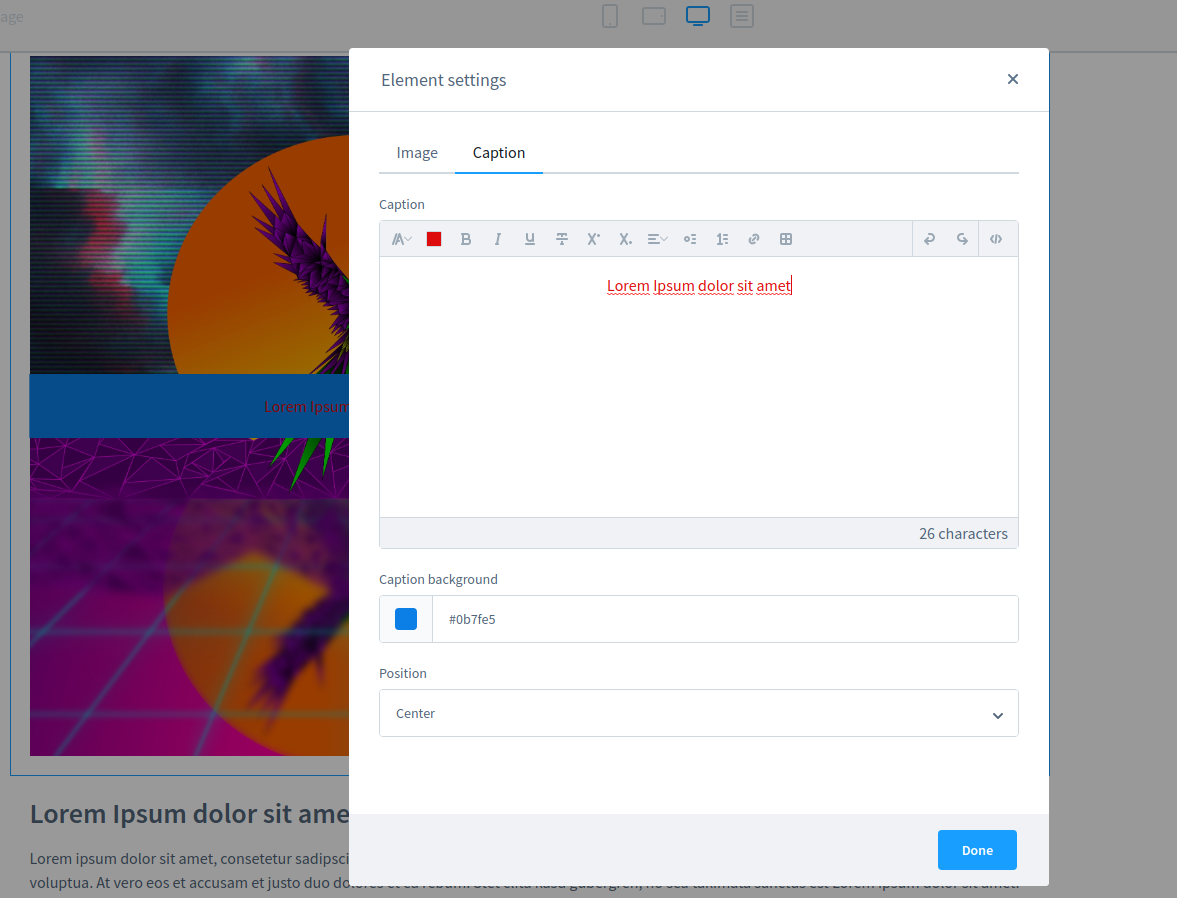 age
Element settings
Image
Caption
Caption
Lorem Ipsum dolor sit amet
26 characters
Caption background
#0b7fe5
Position
Center
Done
Lorem Ipsum
Lorem Ipsum dolor sit ame
Lorem ipsum dolor sit amet, consetetur sadipsci
voluptua. At vero eos et accusam et justo duo dolores et ea rebum. Stet clita kasd gubergren, no sea takimata sanctus est Lorem ipsum dolor sit amet.